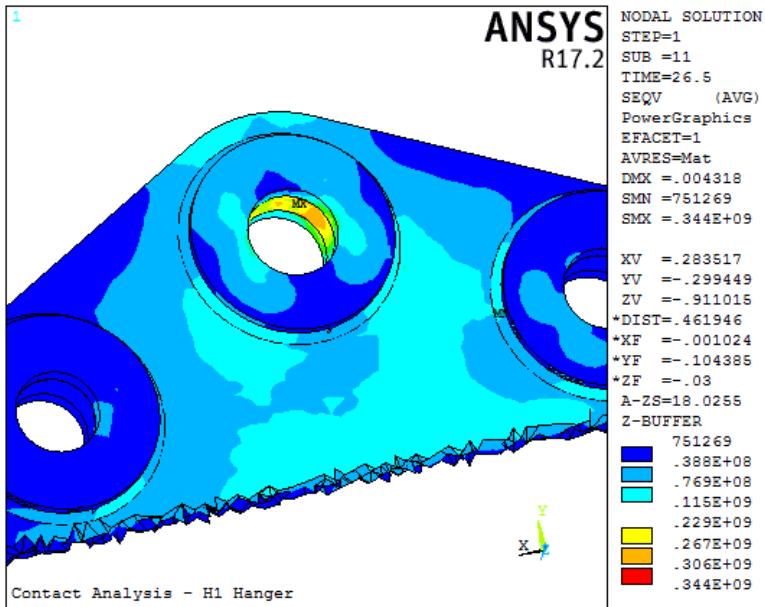 1
ANSYS
R17.2
NODAL SOLUTION
STEP=1
SUB =11
TIME=26.5
SEQV     (AVG)
PowerGraphics
EFACET=1
AVRES=Mat
DMX =.004318
SMN =751269
SMX =.344E+09
XV  =.283517
YV  =-.299449
ZV  =-.911015
*DIST=.461946
*XF  =-.001024
*YF  =-.104385
*ZF  =-.03
A-ZS=18.0255
Z-BUFFER
751269
.388E+08
.769E+08
.115E+09
.229E+09
.267E+09
.306E+09
.344E+09
MX
MN
Y
X
Z
Contact Analysis - H1 Hanger